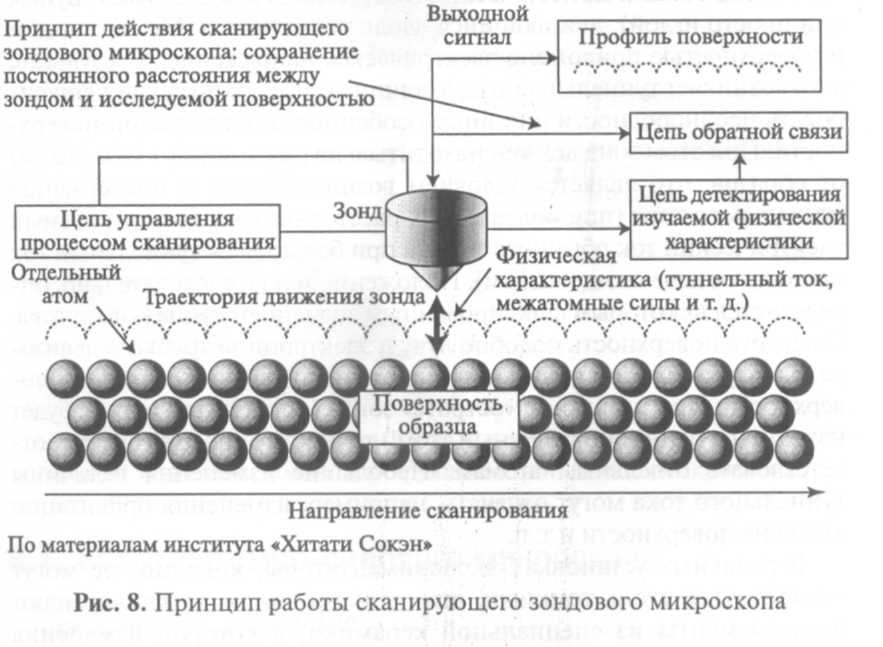 Принцип действия сканирующего
зондового микроскопа: сохранение
постоянного расстояния между
зондом и исследуемой поверхностью
Выходной
Профиль поверхности
Цепь обратной связи
Цепь детектирования
изучаемой физической
характеристики
Зонд
Цепь управления
процессом сканирования
Отдельный
атом
Траектория движения зонда
Физическая
характеристика (туннельный ток,
межатомные силы и т. д.)
Поверхность
образца
Направление сканирования
По материалам института «Хитати Сокэн»
Рис. 8. Принцип работы сканирующего зондового микроскопа